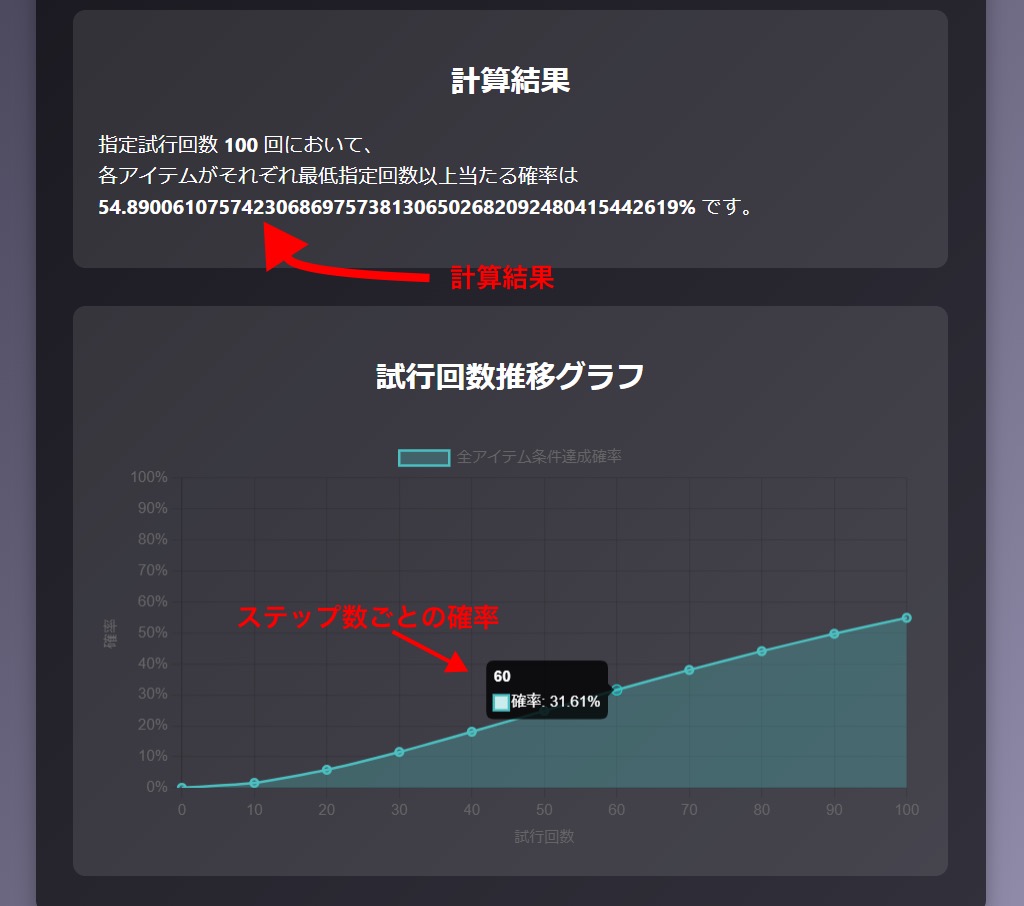 計算結果
指定試行回数 100 回において、
各アイテムがそれぞれ最低指定回数以上当たる確率は
54.89006107574230686975738130650268209248041544​2619% です。
計算結果
試行回数推移グラフ
全アイテム条件達成確率
100%
90%
80%
70%
60%
ステップ数ごとの確率
50%
確率
40%
60
確率: 31.61%
30%
20%
10%
0%
0 10 20 30 40 50 60 70 80 90 100
試行回数